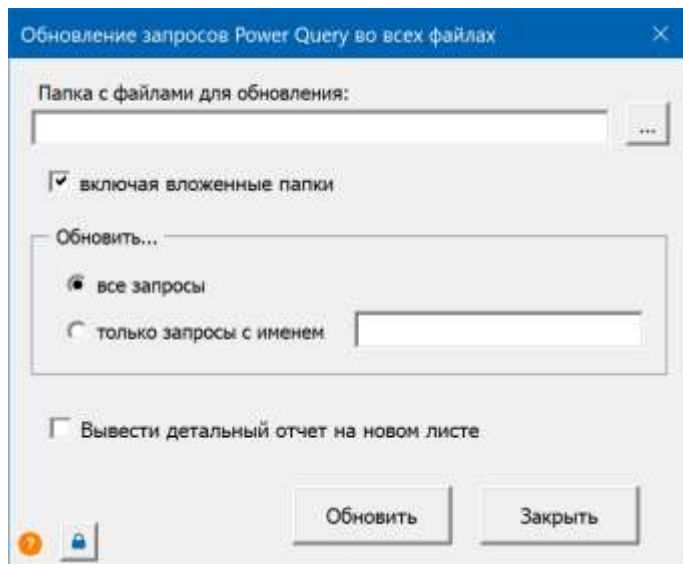 Обновление запросов Power Query во всех файлах
Папка с файлами для обновления:
...
включая вложенные папки
Обновить...
все запросы
только запросы с именем
Вывести детальный отчет на новом листе
Обновить Закрыть
?